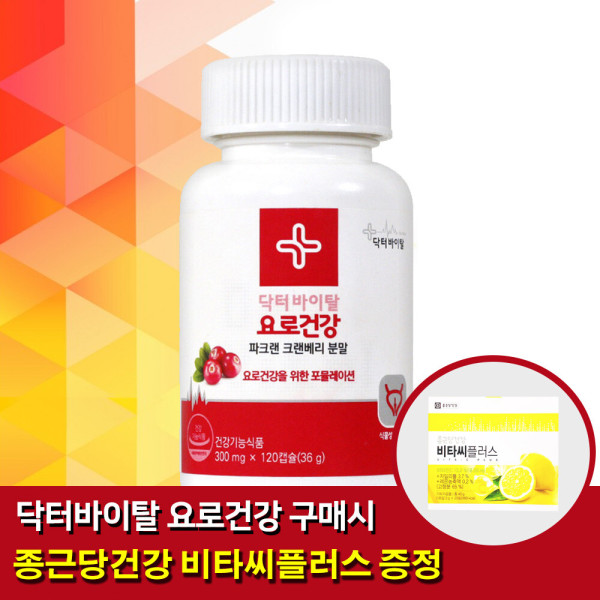 닥터바이탈
닥터바이탈
요로건강
파크랜 크랜베리 분말
요로건강을 위한 포뮬레이션
건강기능식품
300 mg × 120캡슐(36 g)
식물성
비타씨플러스
닥터바이탈 요로건강 구매시
종근당건강 비타씨플러스 증정